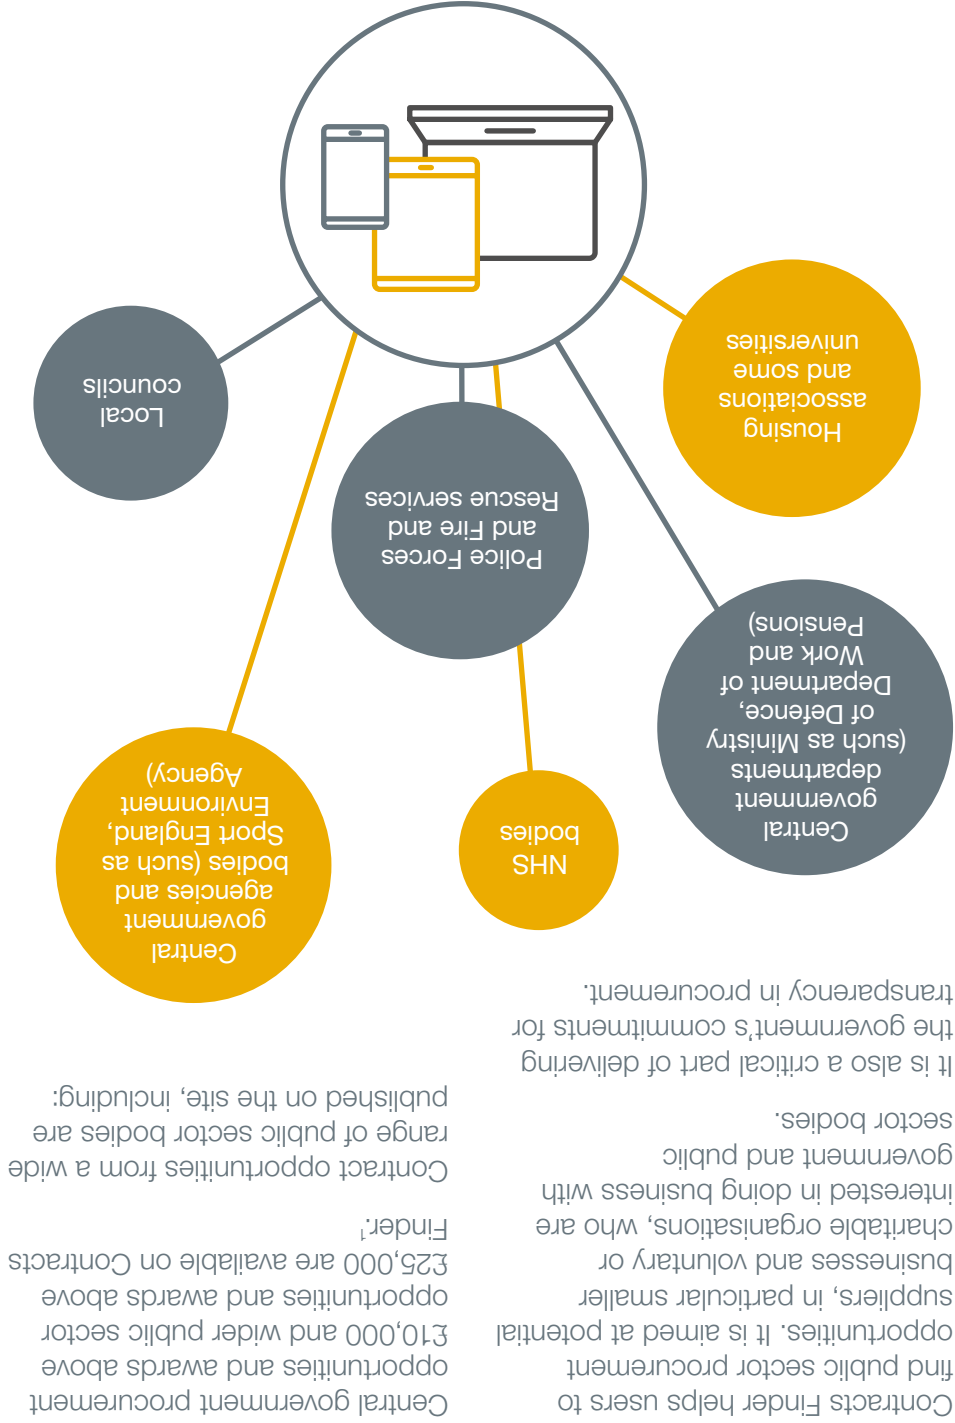 Contracts Finder helps users to
find public sector procurement
opportunities. It is aimed at potential
suppliers, in particular smaller
businesses and voluntary or
charitable organisations, who are
interested in doing business with
government and public
sector bodies.
It is also a critical part of delivering
the government’s commitments for
transparency in procurement.
Central government procurement
opportunities and awards above
£10,000 and wider public sector
opportunities and awards above
£25,000 are available on Contracts
Finder.¹
Contract opportunities from a wide
range of public sector bodies are
published on the site, including:
Central
government
departments
(such as Ministry
of Defence,
Department of
Work and
Pensions)
NHS
bodies
Central
government
agencies and
bodies (such as
Sport England,
Environment
Agency)
Housing
associations
and some
universities
Police Forces
and Fire and
Rescue services
Local
councils